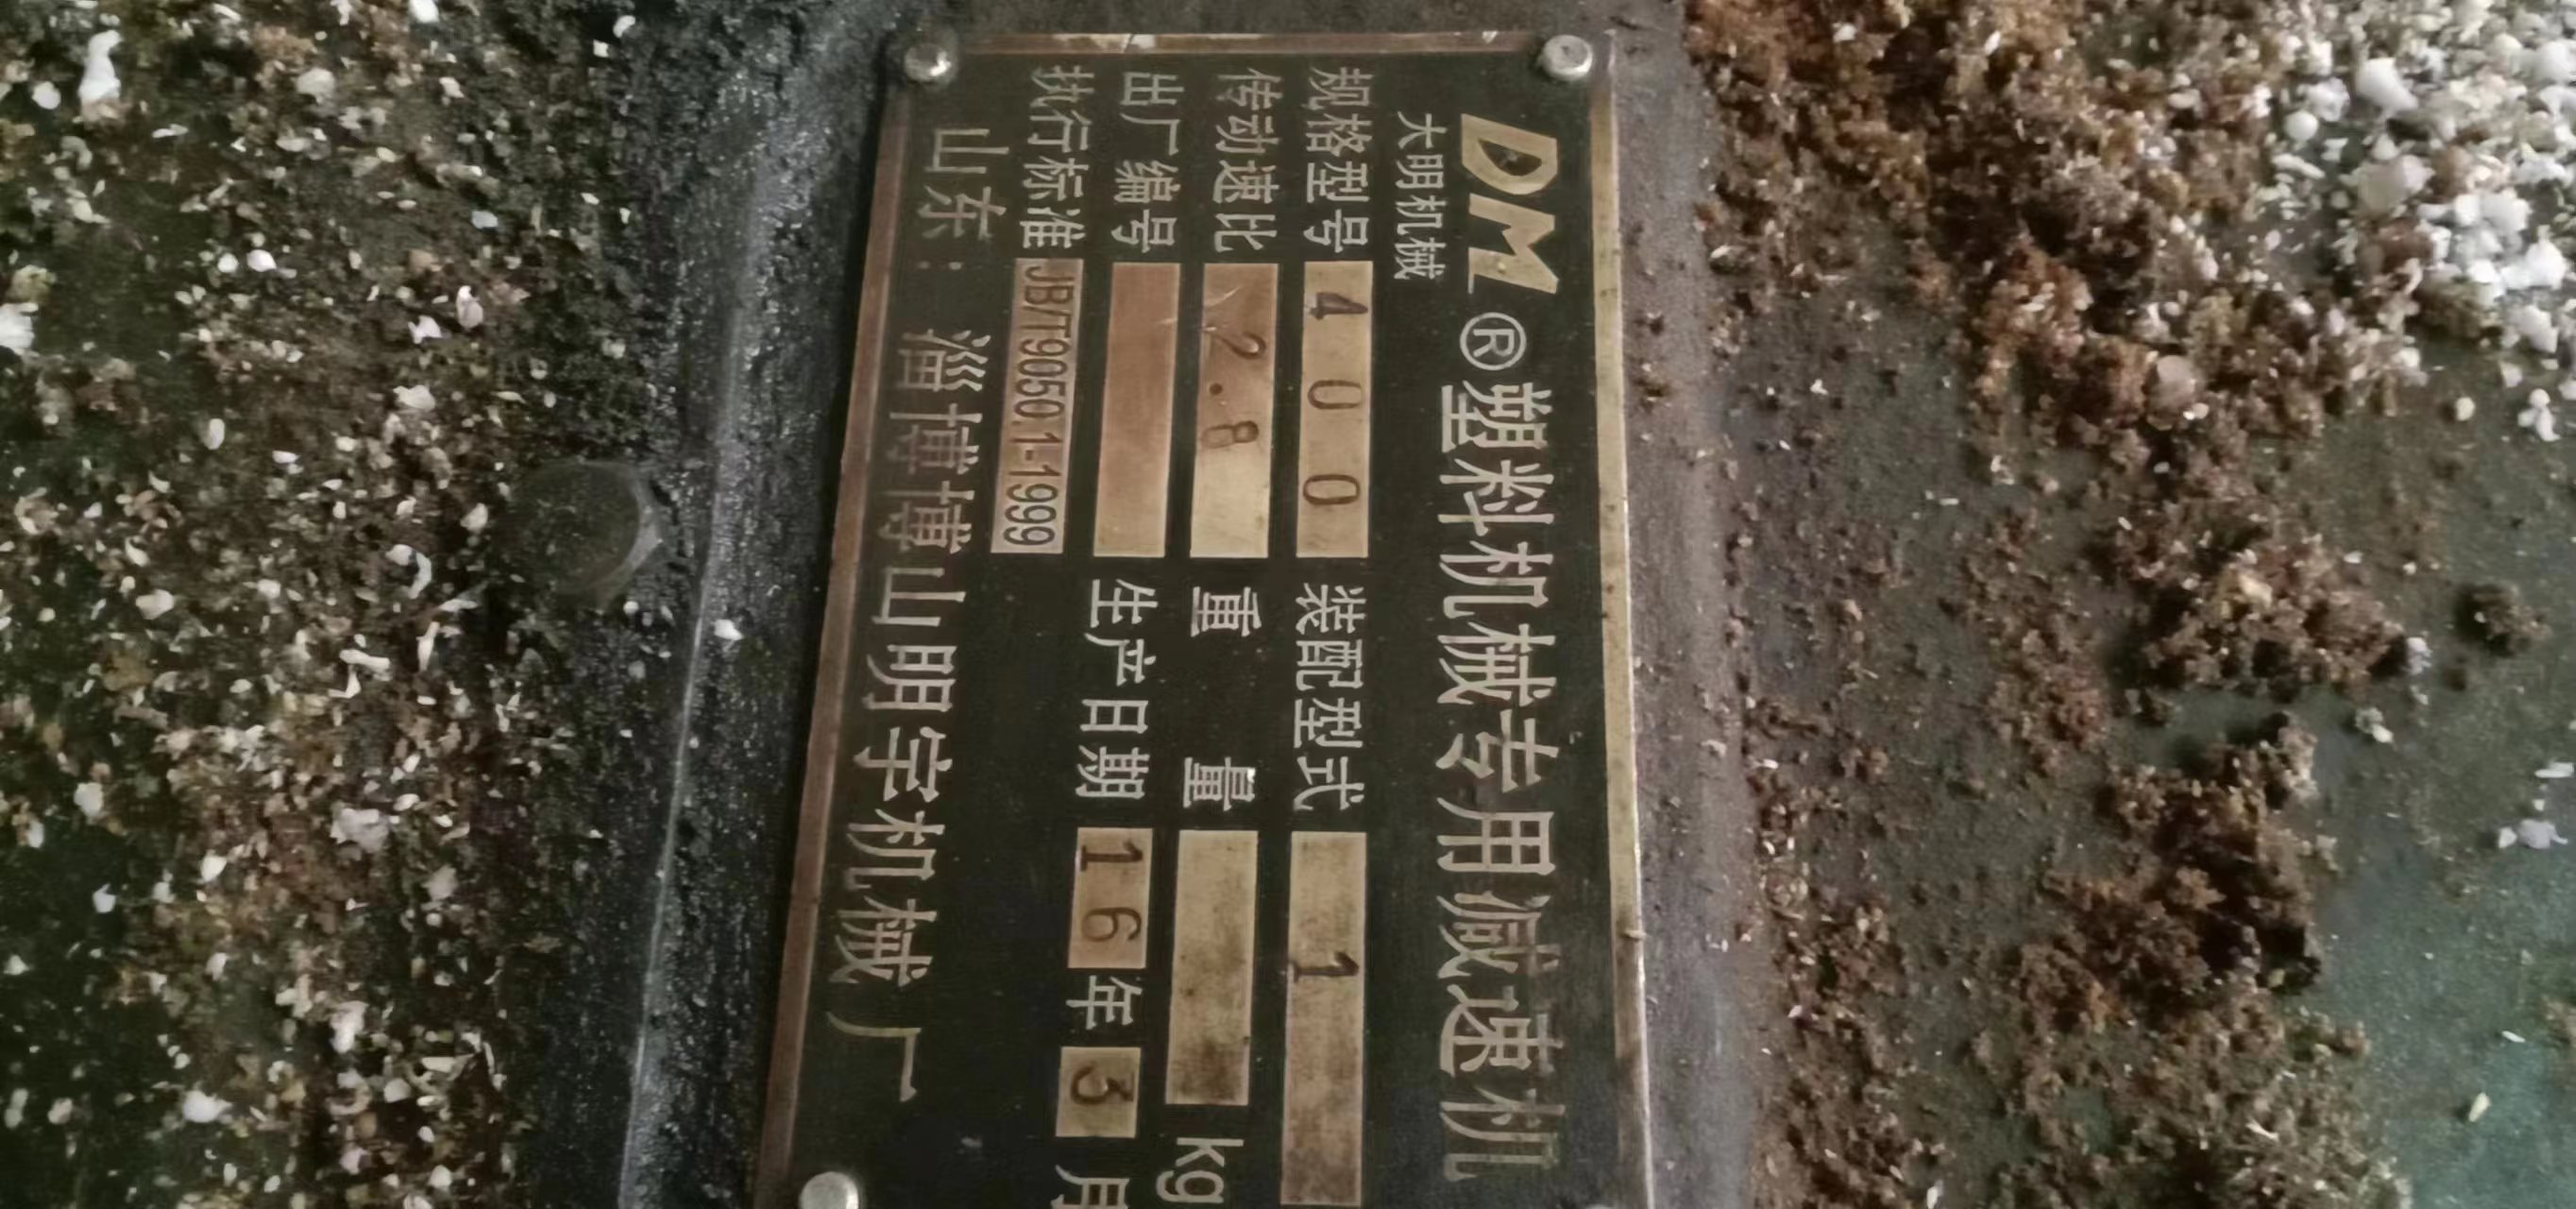 DM®塑料机械专用减速机
大明机械
规格型号 400 装配型式 1
传动速比 2.8 重量 kg
出厂编号 生产日期 16年3月
执行标准 JB/T9050.1-1999
山东：淄博博山明宇机械厂